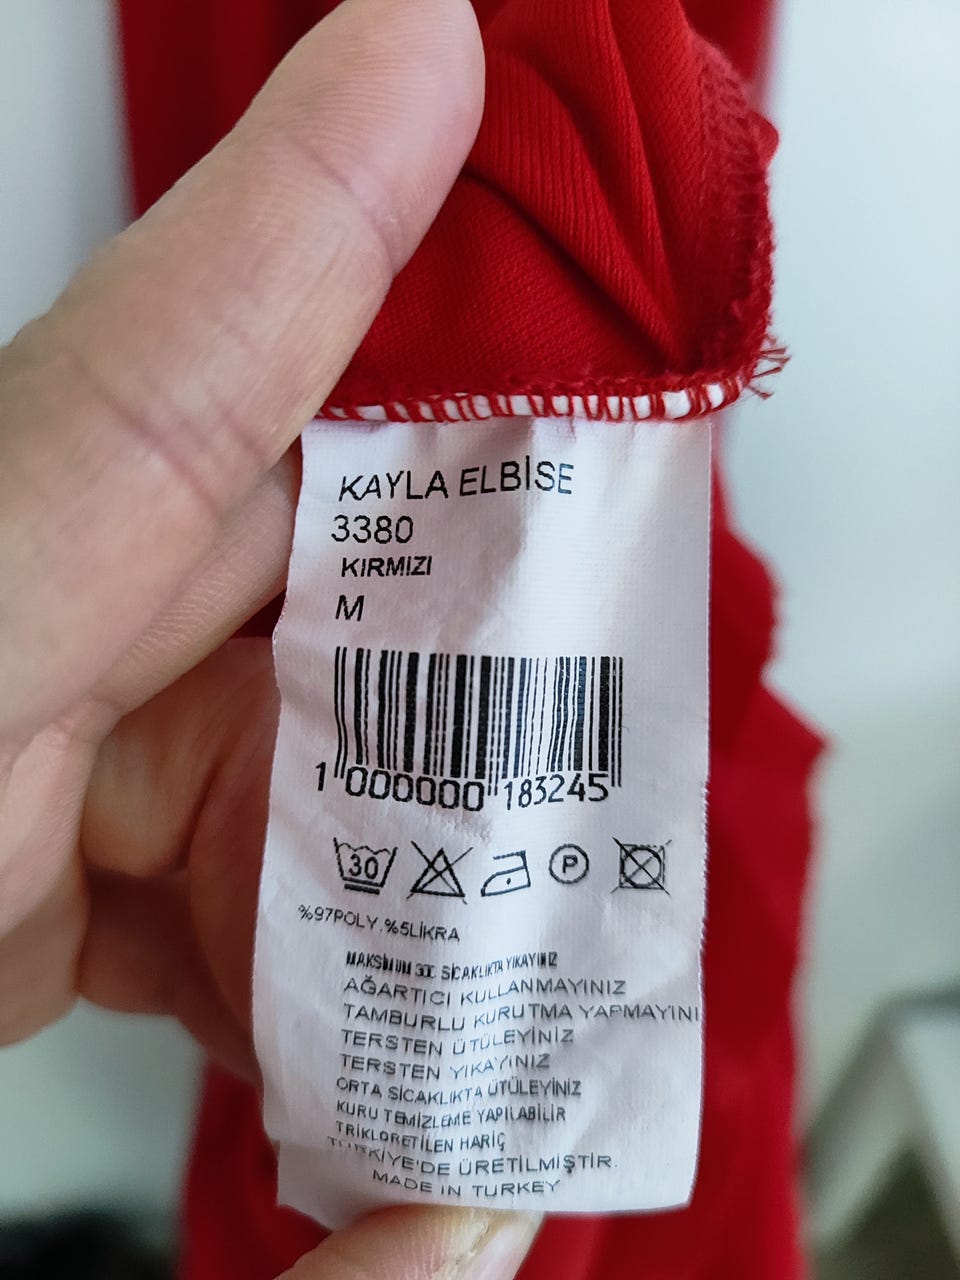 KAYLA ELBİSE
3380
KIRMIZI
M
1 000000 183245
30 P
%97POLY.%5LİKRA
MAKSİMUM SICAKLIKTA YIKAYINIZ
AĞARTICI KULLANMAYINIZ
TAMBURLU KURUTMA YAPMAYINI
TERSTEN ÜTÜLEYİNİZ
TERSTEN YIKAYINIZ
ORTA SICAKLIKTA ÜTÜLEYİNİZ
KURU TEMİZLEME YAPILABİLİR
TRİKLORETİLEN HARİÇ
TÜRKİYE'DE ÜRETİLMİŞTİR.
MADE IN TURKEY